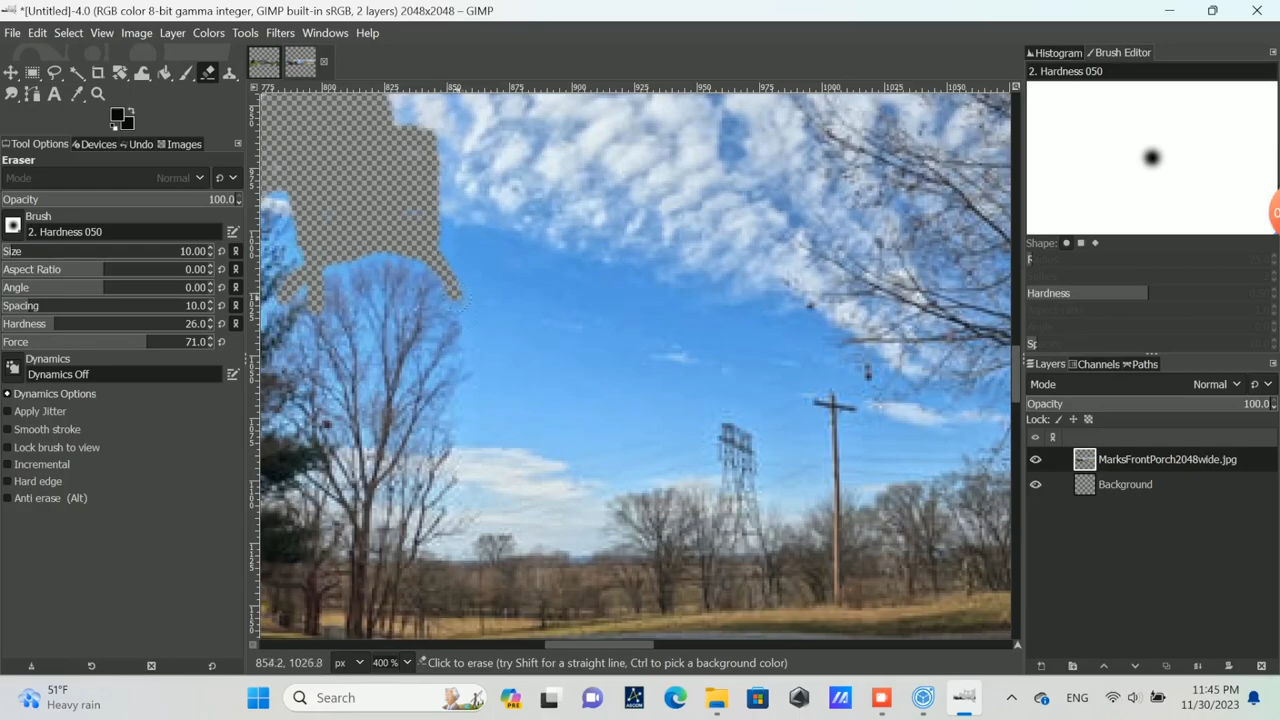 *[Untitled]-4.0 (RGB color 8-bit gamma integer, GIMP built-in sRGB, 2 layers) 2048x2048 – GIMP
File Edit Select View Image Layer Colors Tools Filters Windows Help
Histogram Brush Editor
2. Hardness 050
775 800 825 850 875 900 925 950 975 1000 1025 1050
Tool Options Devices Undo Images
Eraser
Mode Normal
Opacity 100.0
Brush
2. Hardness 050
Size 10.00
Aspect Ratio 0.00
Angle 0.00
Spacing 10.0
Hardness 26.0
Force 71.0
Dynamics
Dynamics Off
Dynamics Options
Apply Jitter
Smooth stroke
Lock brush to view
Incremental
Hard edge
Anti erase (Alt)
Shape:
Hardness
Layers Channels Paths
Mode Normal
Opacity 100.0
Lock:
MarksFrontPorch2048wide.jpg
Background
854.2, 1026.8 px 400 % Click to erase (try Shift for a straight line, Ctrl to pick a background color)
51°F
Heavy rain
Search
PRE
ENG
11:45 PM
11/30/2023